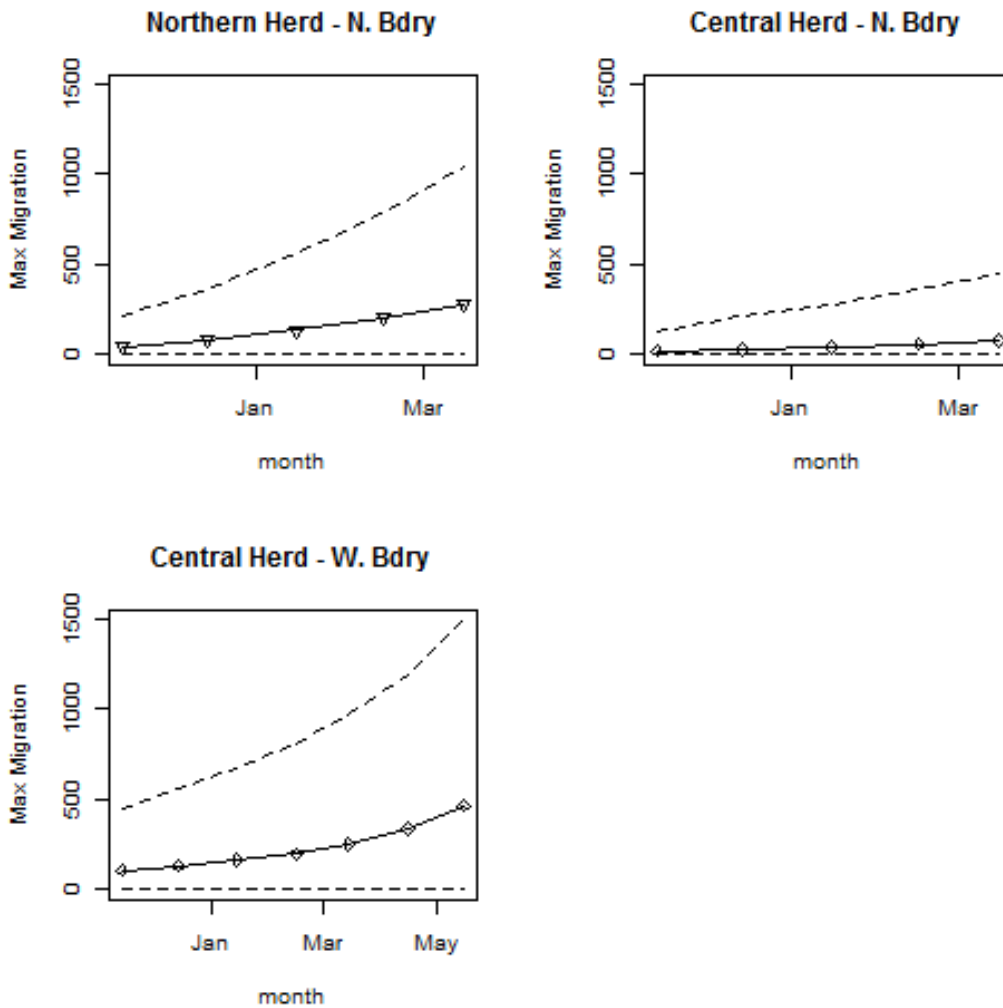 Northern Herd - N. Bdry
Max Migration
1500
1000
500
0
Jan Mar
month
Central Herd - N. Bdry
Max Migration
1500
1000
500
0
Jan Mar
month
Central Herd - W. Bdry
Max Migration
1500
1000
500
0
Jan Mar May
month